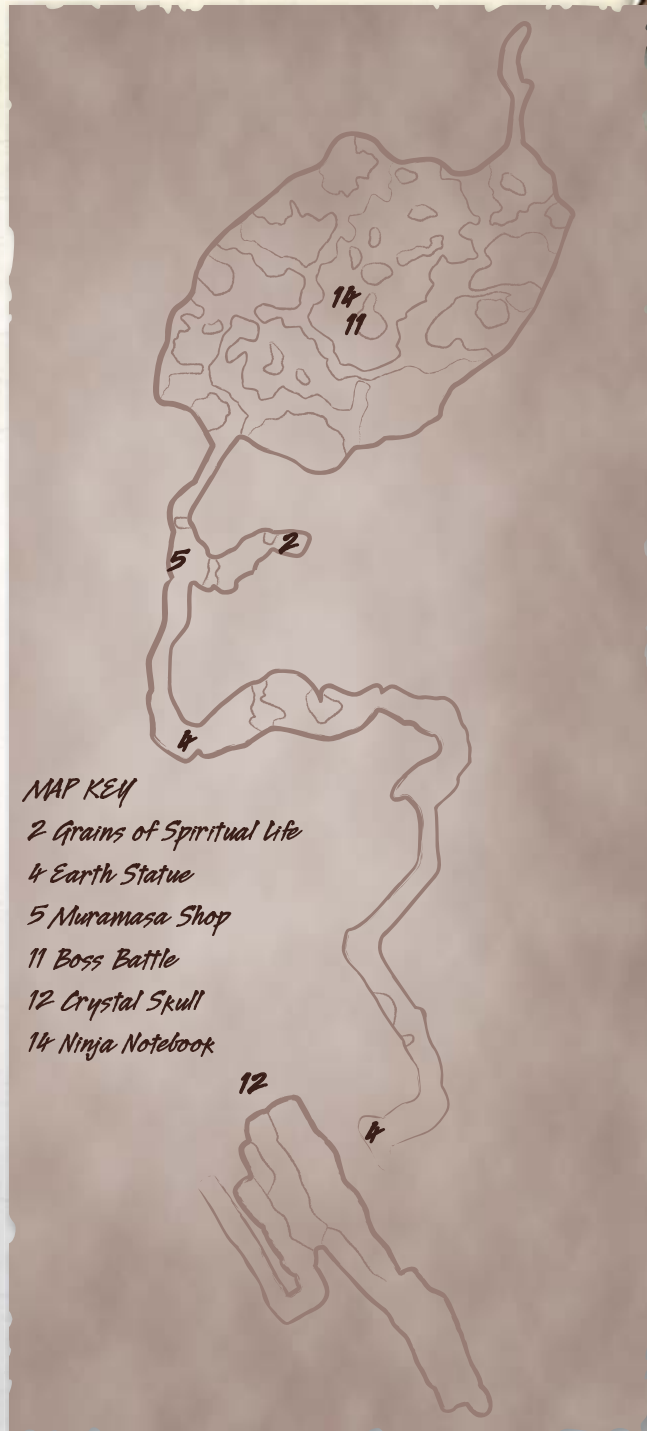 14
11
5
2
4
MAP KEY
2 Grains of Spiritual Life
4 Earth Statue
5 Muramasa Shop
11 Boss Battle
12 Crystal Skull
14 Ninja Notebook
12
4